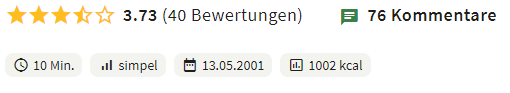 3.73 (40 Bewertungen) 76 Kommentare
10 Min. simpel 13.05.2001 1002 kcal